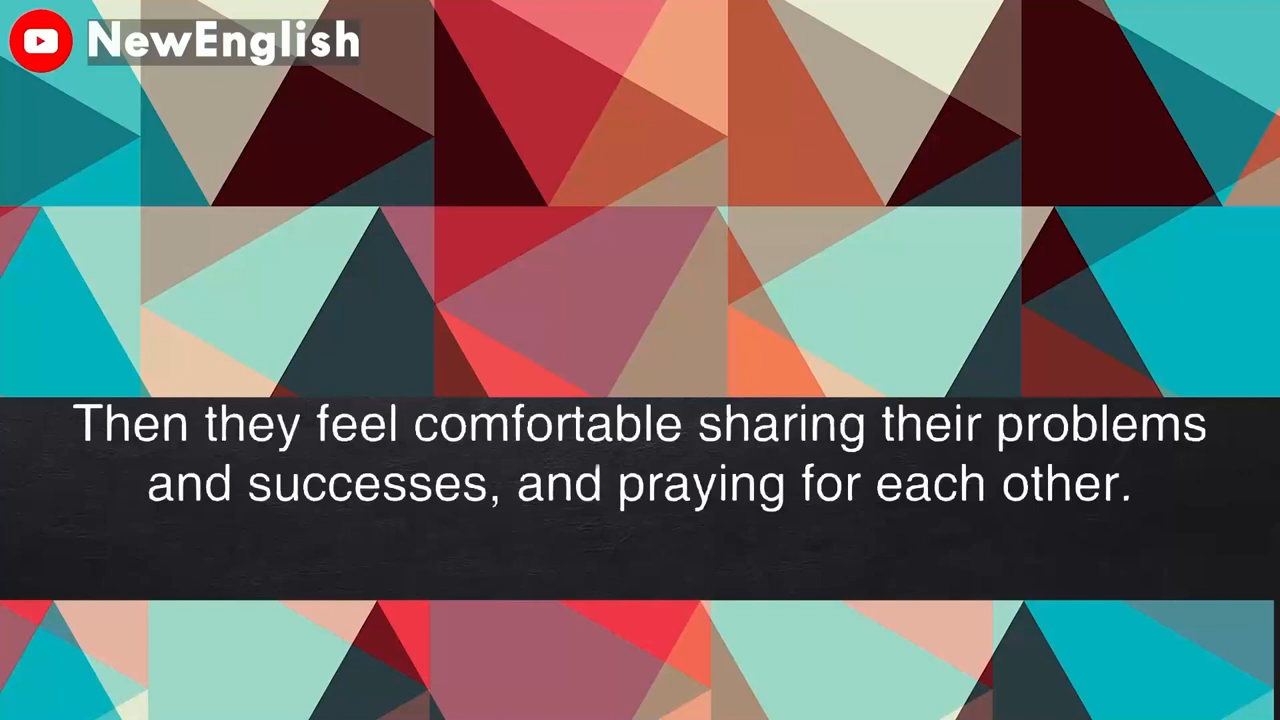 NewEnglish
Then they feel comfortable sharing their problems
and successes, and praying for each other.